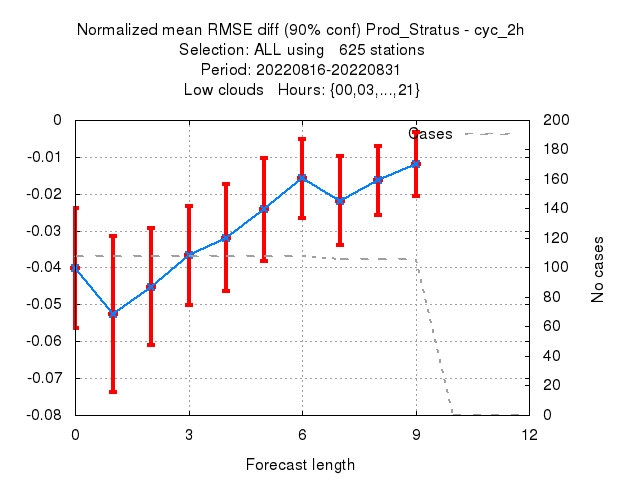 Normalized mean RMSE diff (90% conf) Prod_Stratus - cyc_2h
Selection: ALL using 625 stations
Period: 20220816-20220831
Low clouds Hours: {00,03,...,21}
0 200
Cases
-0.01 180
160
-0.02 140
-0.03 120
-0.04 100
-0.05 80
-0.06 60
40
-0.07 20
-0.08 0
No cases
0 3 6 9 12
Forecast length